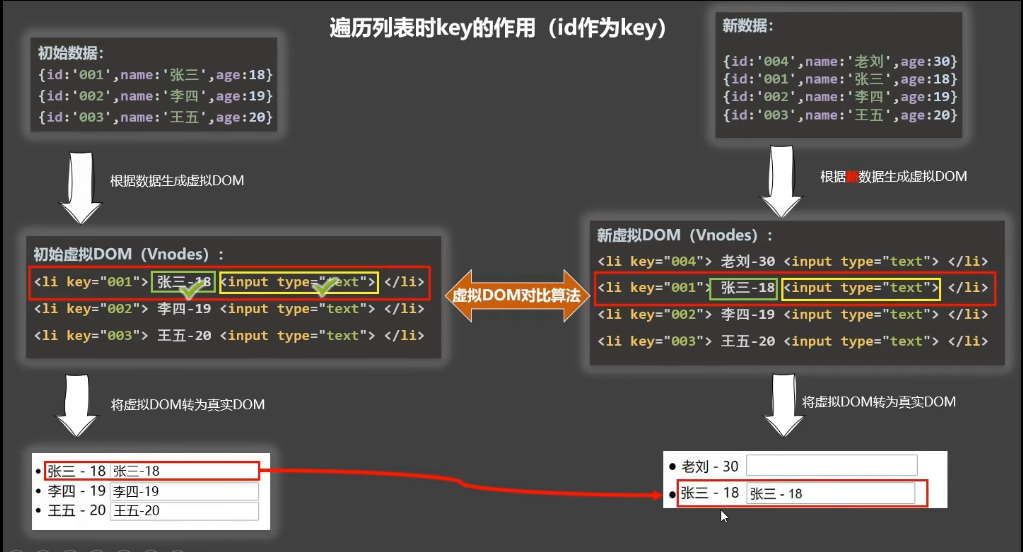 遍历列表时key的作用（id作为key）
初始数据：
{id:'001',name:'张三',age:18}
{id:'002',name:'李四',age:19}
{id:'003',name:'王五',age:20}
新数据：
{id:'004',name:'老刘',age:30}
{id:'001',name:'张三',age:18}
{id:'002',name:'李四',age:19}
{id:'003',name:'王五',age:20}
根据数据生成虚拟DOM
根据新数据生成虚拟DOM
初始虚拟DOM（Vnodes）：
<li key="001"> 张三-18 <input type="text"> </li>
<li key="002"> 李四-19 <input type="text"> </li>
<li key="003"> 王五-20 <input type="text"> </li>
虚拟DOM对比算法
新虚拟DOM（Vnodes）：
<li key="004"> 老刘-30 <input type="text"> </li>
<li key="001"> 张三-18 <input type="text"> </li>
<li key="002"> 李四-19 <input type="text"> </li>
<li key="003"> 王五-20 <input type="text"> </li>
将虚拟DOM转为真实DOM
将虚拟DOM转为真实DOM
• 张三 - 18 张三-18
• 李四 - 19 李四-19
• 王五 - 20 王五-20
• 老刘 - 30
• 张三 - 18 张三 - 18